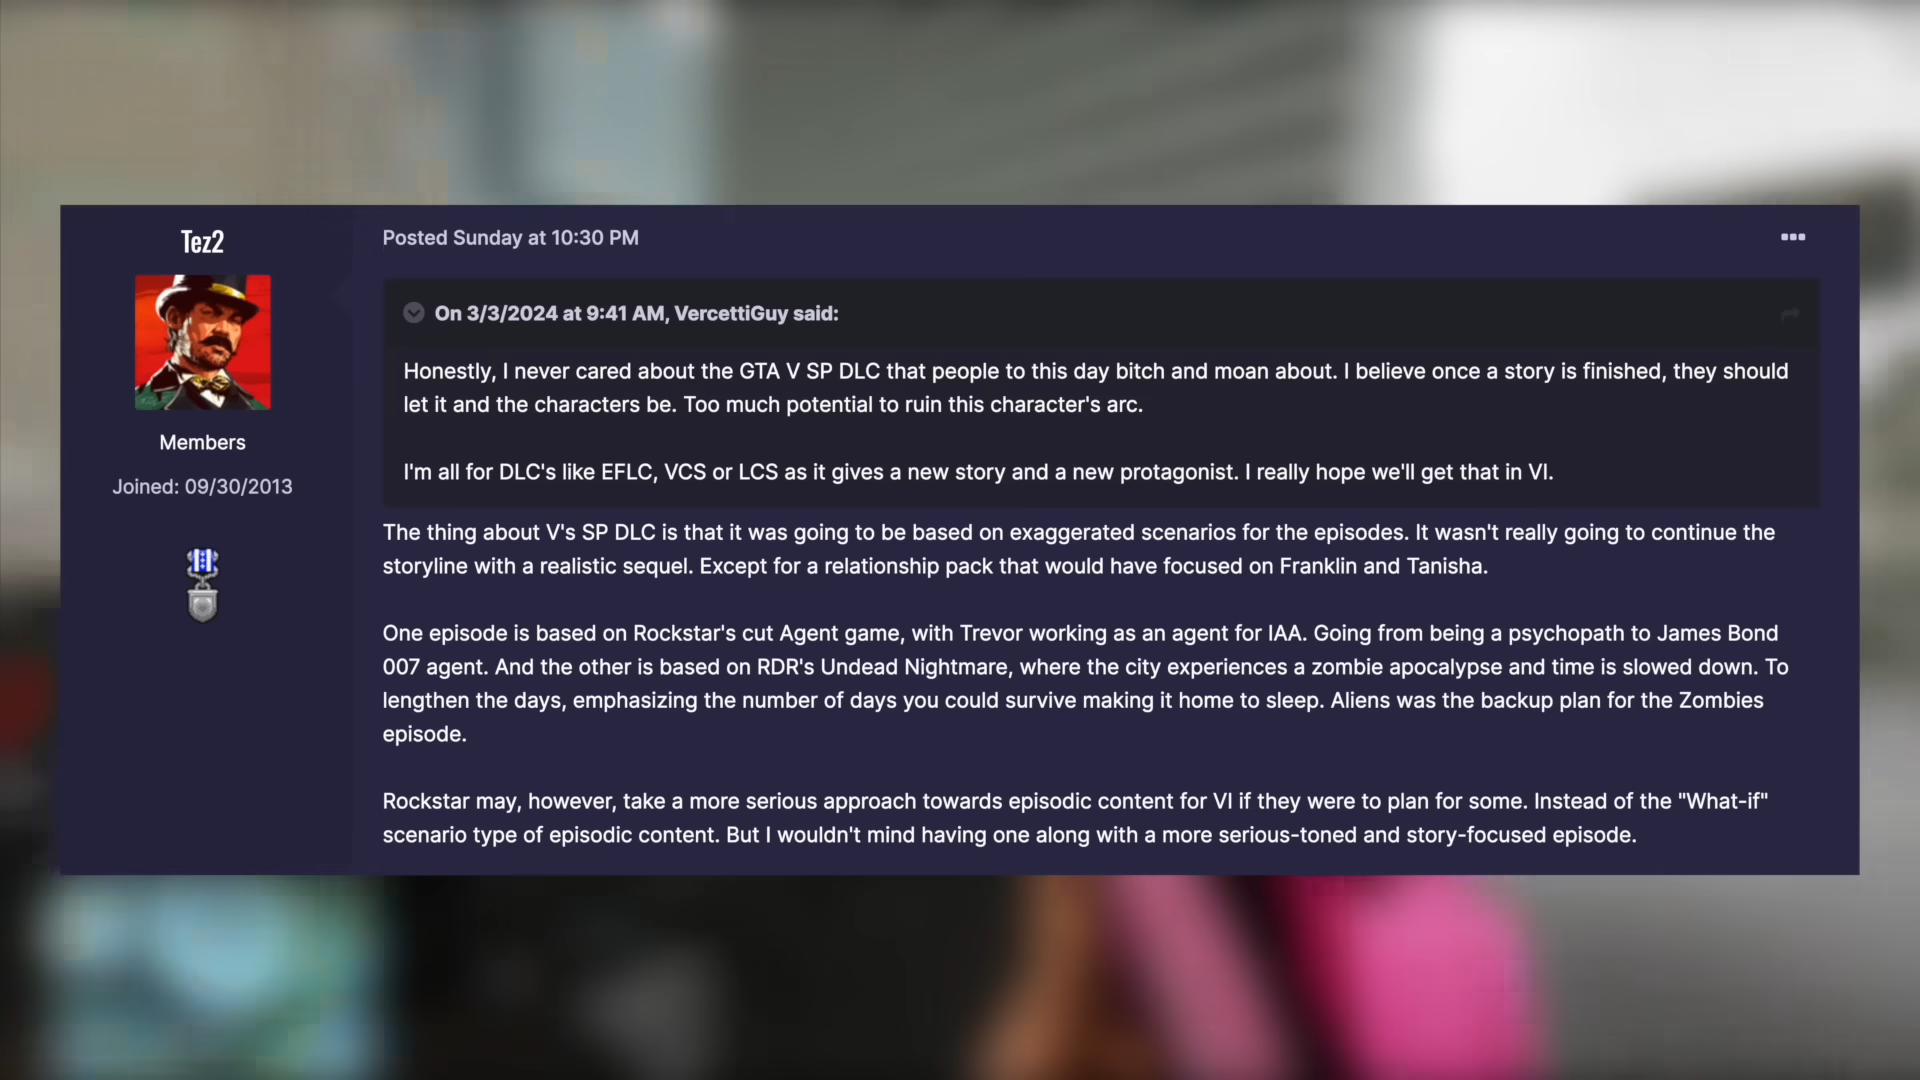 Tez2
Members
Joined: 09/30/2013
Posted Sunday at 10:30 PM
On 3/3/2024 at 9:41 AM, VercettiGuy said:
Honestly, I never cared about the GTA V SP DLC that people to this day bitch and moan about. I believe once a story is finished, they should
let it and the characters be. Too much potential to ruin this character's arc.
I'm all for DLC's like EFLC, VCS or LCS as it gives a new story and a new protagonist. I really hope we'll get that in VI.
The thing about V's SP DLC is that it was going to be based on exaggerated scenarios for the episodes. It wasn't really going to continue the
storyline with a realistic sequel. Except for a relationship pack that would have focused on Franklin and Tanisha.
One episode is based on Rockstar's cut Agent game, with Trevor working as an agent for IAA. Going from being a psychopath to James Bond
007 agent. And the other is based on RDR's Undead Nightmare, where the city experiences a zombie apocalypse and time is slowed down. To
lengthen the days, emphasizing the number of days you could survive making it home to sleep. Aliens was the backup plan for the Zombies
episode.
Rockstar may, however, take a more serious approach towards episodic content for VI if they were to plan for some. Instead of the "What-if"
scenario type of episodic content. But I wouldn't mind having one along with a more serious-toned and story-focused episode.